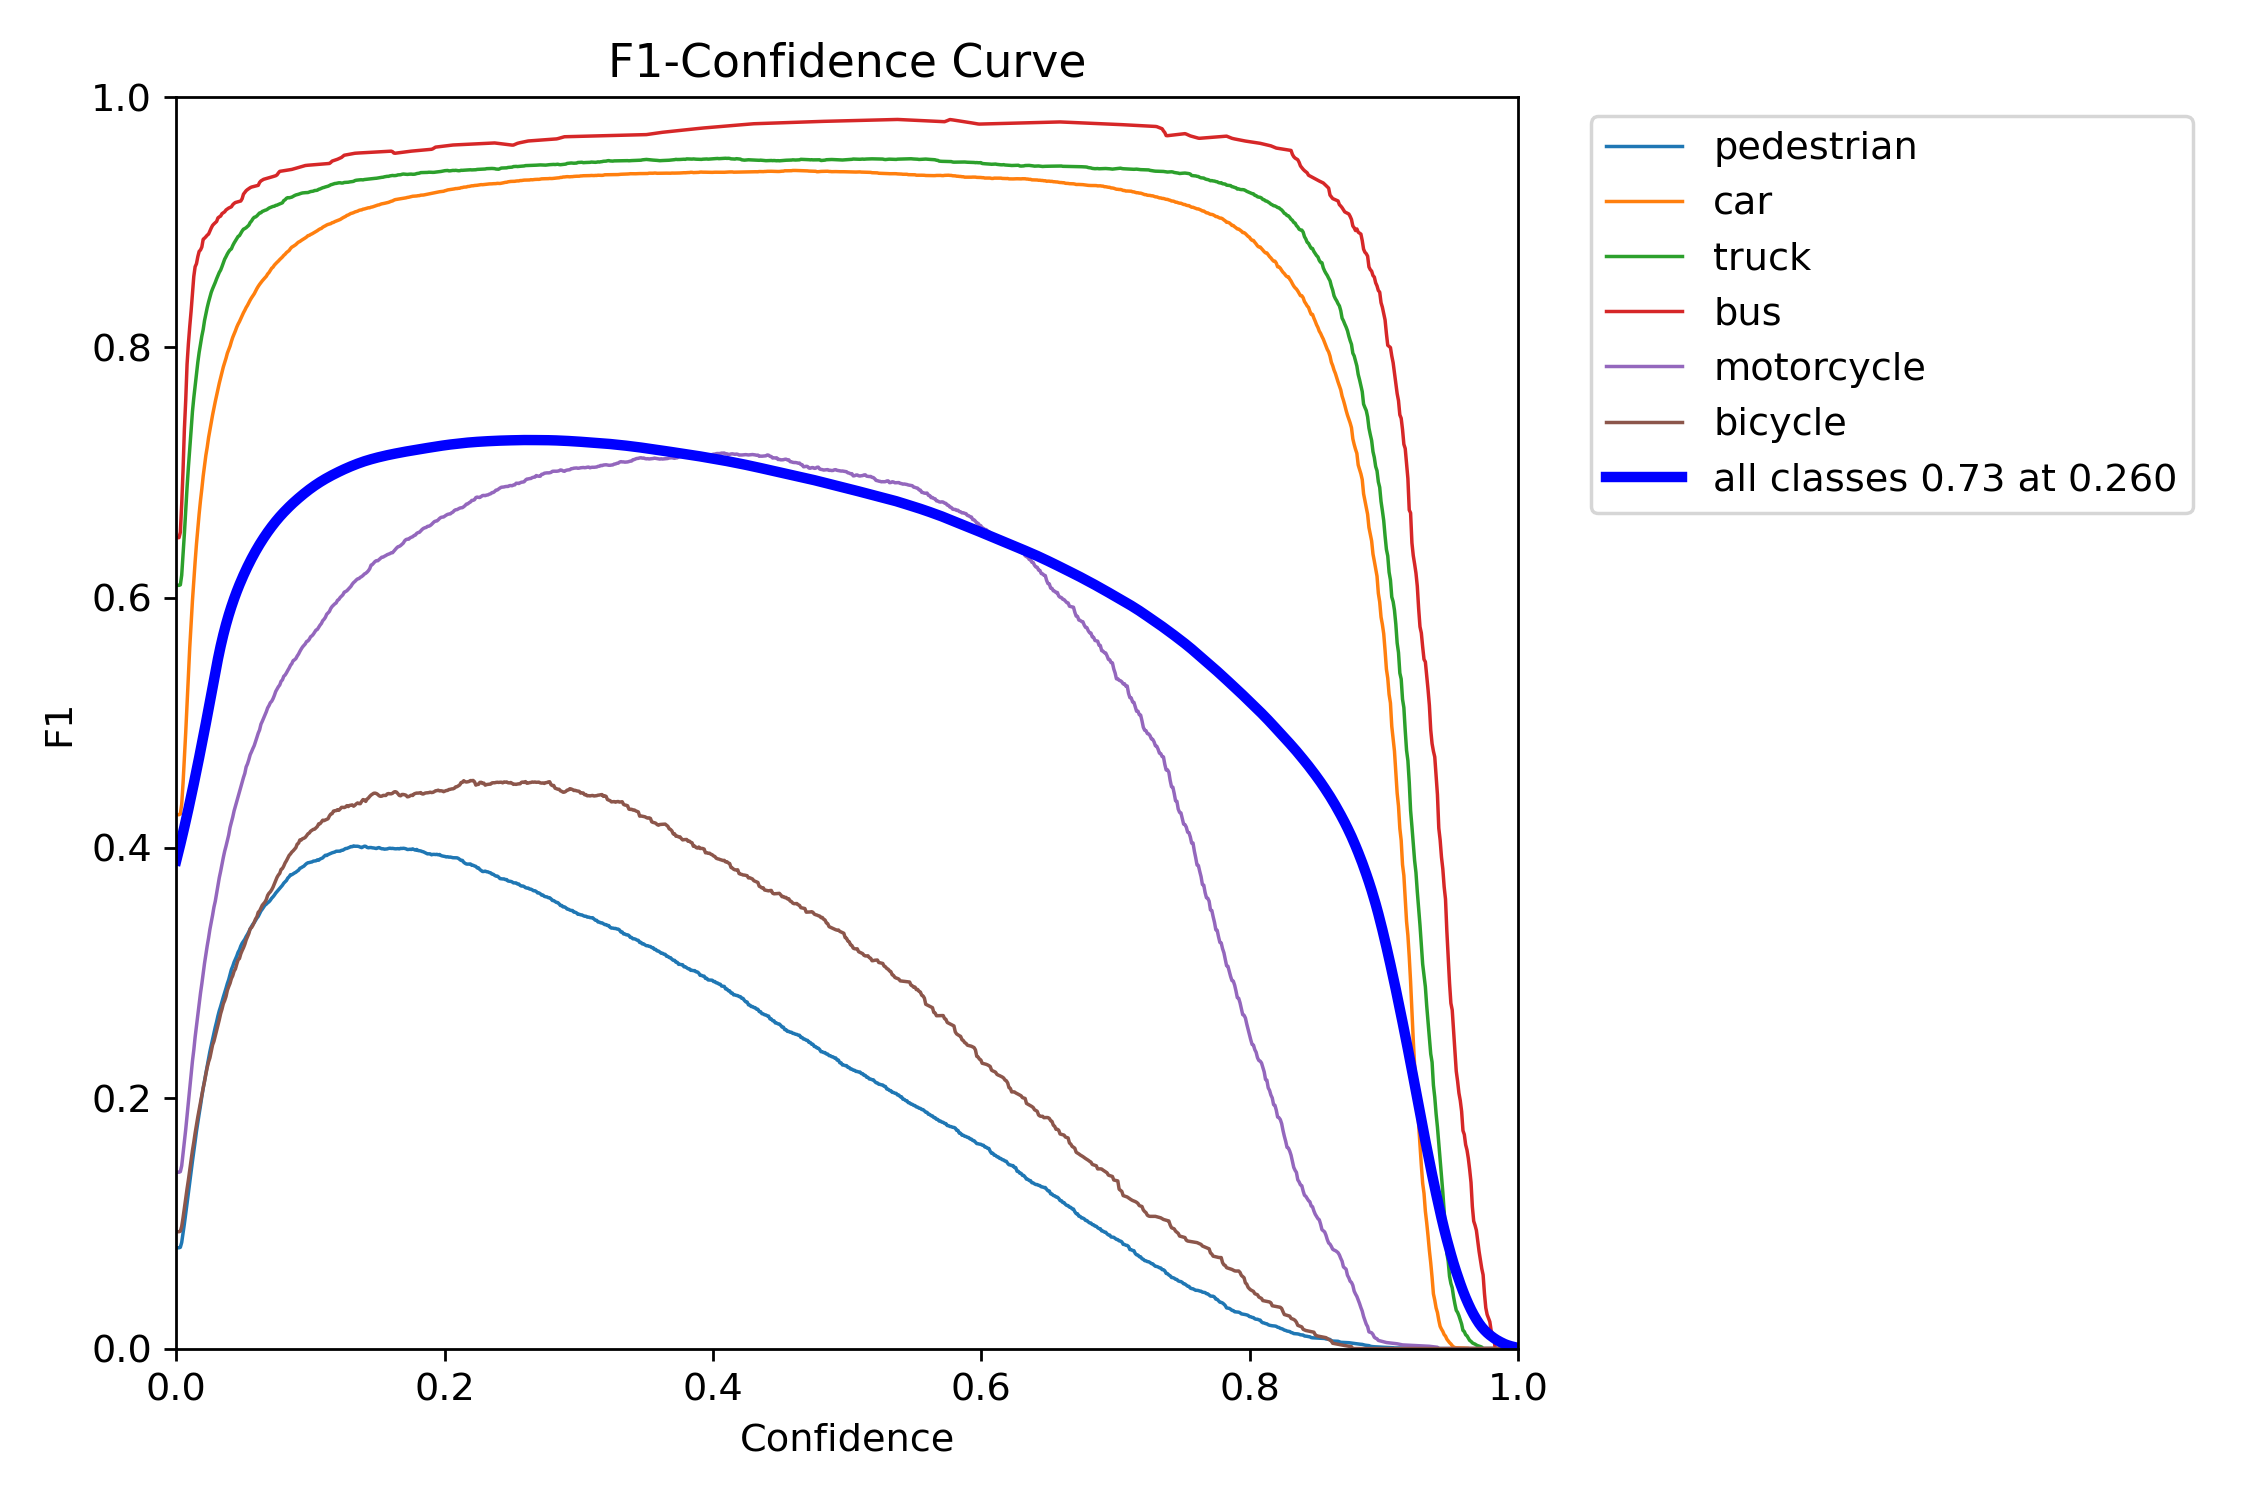 F1-Confidence Curve
1.0
0.8
0.6
0.4
0.2
0.0
F1
0.0 0.2 0.4 0.6 0.8 1.0
Confidence
pedestrian
car
truck
bus
motorcycle
bicycle
all classes 0.73 at 0.260